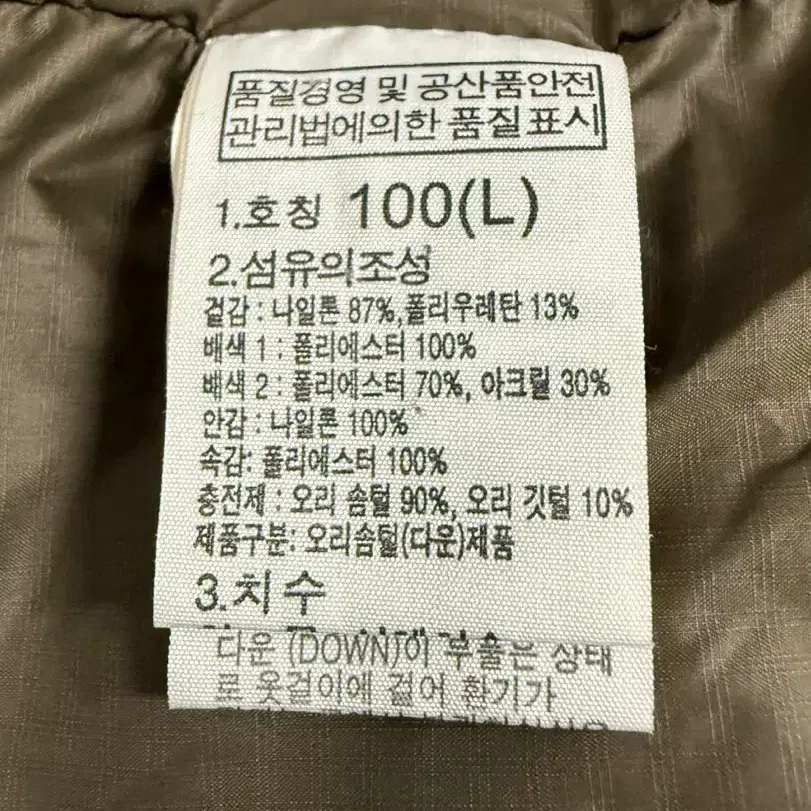 품질경영 및 공산품안전
관리법에의한 품질표시
1.호칭 100(L)
2.섬유의조성
겉감 : 나일론 87%,폴리우레탄 13%
배색 1 : 폴리에스터 100%
배색 2 : 폴리에스터 70%, 아크릴 30%
안감 : 나일론 100%
속감: 폴리에스터 100%
충전제 : 오리 솜털 90%, 오리 깃털 10%
제품구분: 오리솜털(다운)제품
3.치수
다운 (DOWN)이 부풀은 상태
로 옷걸이에 걸어 환기가